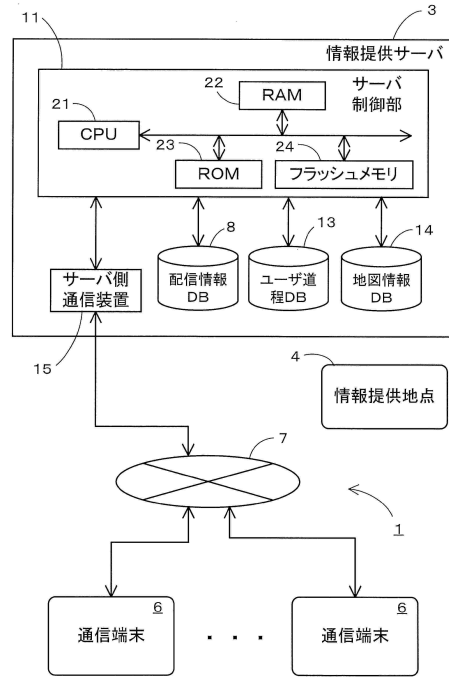 3
情報提供サーバ
11
サーバ
制御部
22
RAM
21
CPU
23
ROM
24
フラッシュメモリ
8
配信情報
DB
13
ユーザ道
程DB
14
地図情報
DB
サーバ側
通信装置
15
4
情報提供地点
7
1
6
通信端末
・・・
6
通信端末